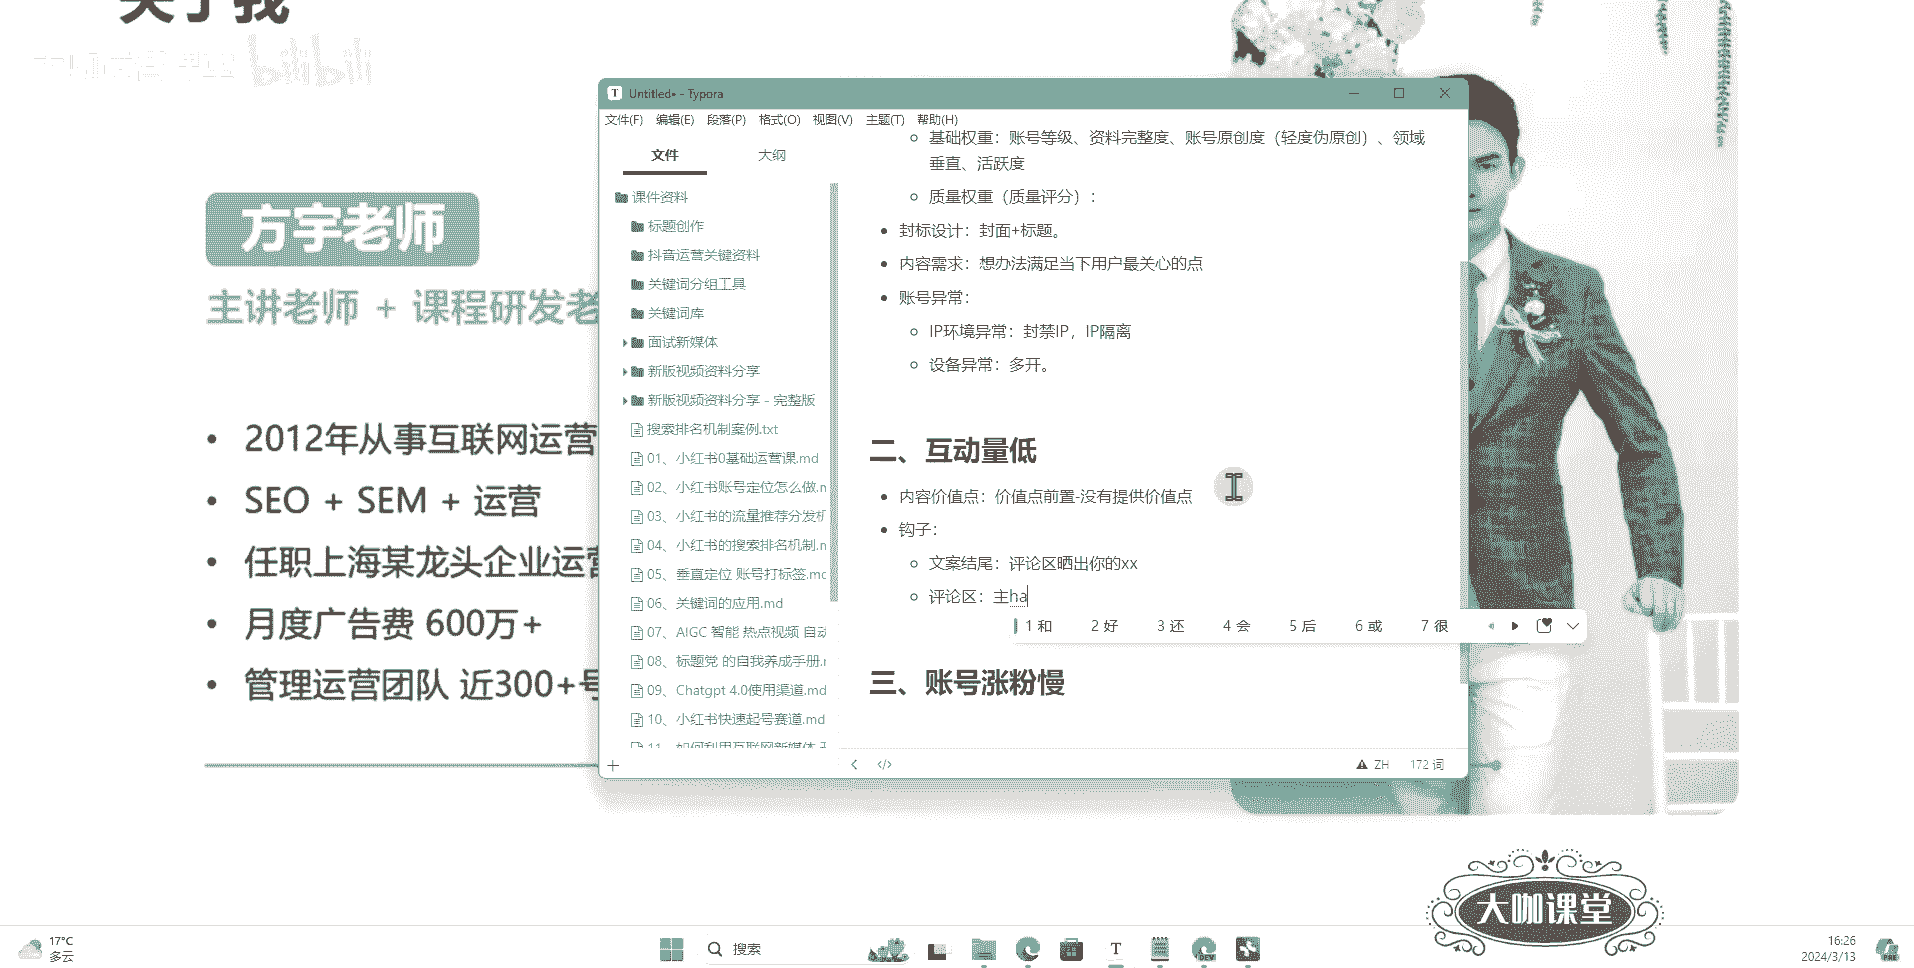 关于我
bilibili
方宇老师
主讲老师 + 课程研发老
2012年从事互联网运营
SEO + SEM + 运营
任职上海某龙头企业运营
月度广告费 600万+
管理运营团队 近300+号
T Untitled• - Typora
文件(F) 编辑(E) 段落(P) 格式(O) 视图(V) 主题(T) 帮助(H)
文件 大纲
课件资料
标题创作
抖音运营关键资料
关键词分组工具
关键词库
面试新媒体
新版视频资料分享
新版视频资料分享 - 完整版
搜索排名机制案例.txt
01、小红书0基础运营课.md
02、小红书账号定位怎么做.m
03、小红书的流量推荐分发机
04、小红书的搜索排名机制.m
05、垂直定位 账号打标签.md
06、关键词的应用.md
07、AIGC 智能 热点视频 自动
08、标题党 的自我养成手册.m
09、Chatgpt 4.0使用渠道.md
10、小红书快速起号赛道.md
11、如何利用互联网新媒体
基础权重：账号等级、资料完整度、账号原创度（轻度伪原创）、领域
垂直、活跃度
质量权重（质量评分）：
封标设计：封面+标题。
内容需求：想办法满足当下用户最关心的点
账号异常：
IP环境异常：封禁IP，IP隔离
设备异常：多开。
二、互动量低
内容价值点：价值点前置-没有提供价值点
钩子：
文案结尾：评论区晒出你的xx
评论区：主ha
1 和 2 好 3 还 4 会 5 后 6 或 7 很
三、账号涨粉慢
ZH 172 词
大咖课堂
17°C
多云
搜索
T
DEV
16:26
2024/3/13
PRE